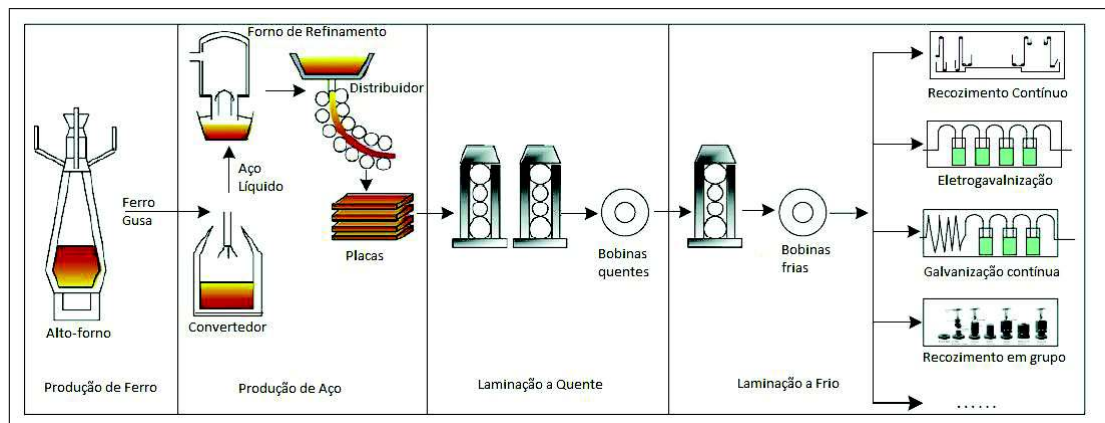 Forno de Refinamento
Distribuidor
Aço
Líquido
Ferro
Gusa
Placas
Convertedor
Alto-forno
Bobinas
quentes
Bobinas
frias
Recozimento Contínuo
Eletrogavalnização
Galvanização contínua
Recozimento em grupo
......
Produção de Ferro
Produção de Aço
Laminação a Quente
Laminação a Frio